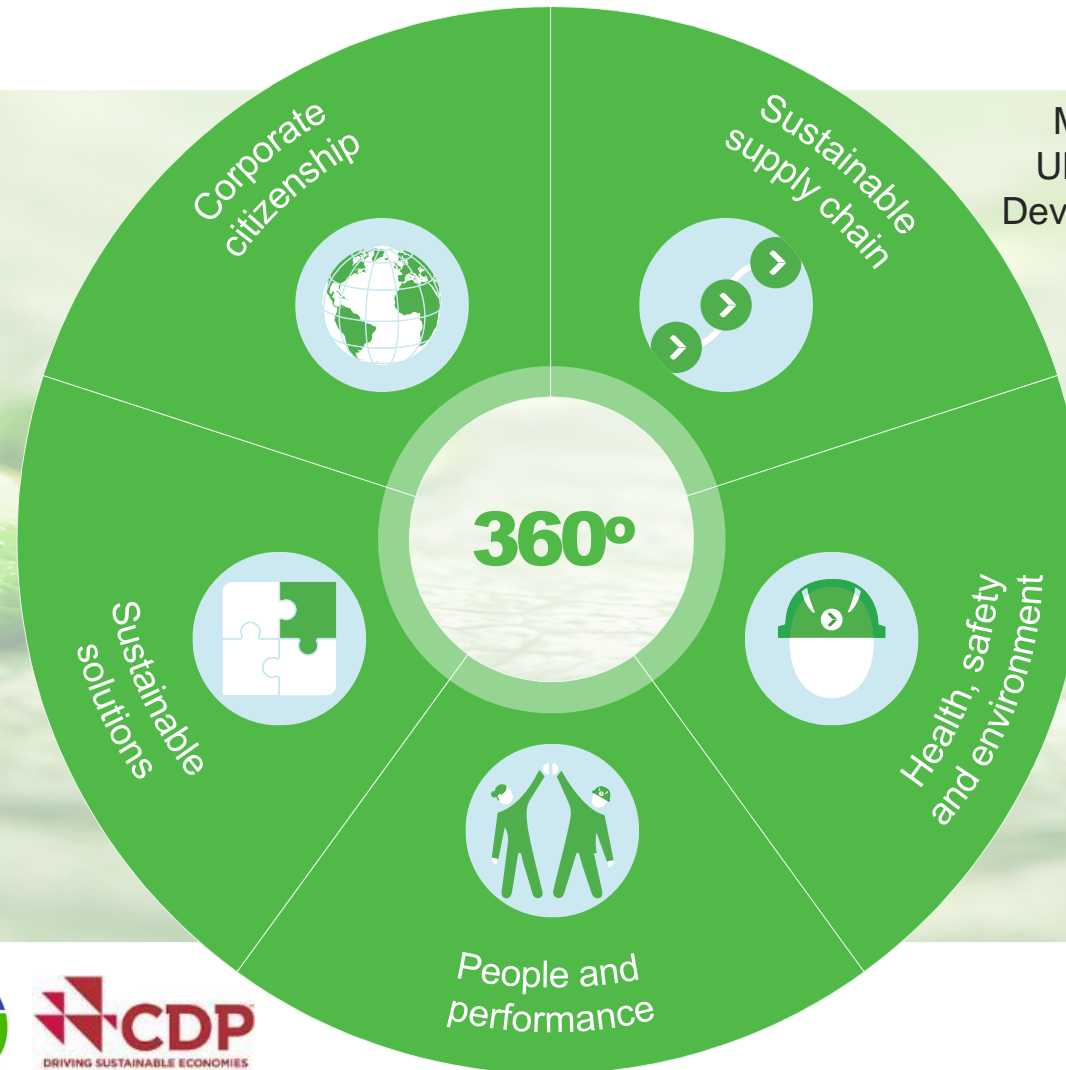 Corporate
citizenship
Sustainable
supply chain
360º
Sustainable
solutions
Health, safety
and environment
People and
performance
CDP
DRIVING SUSTAINABLE ECONOMIES